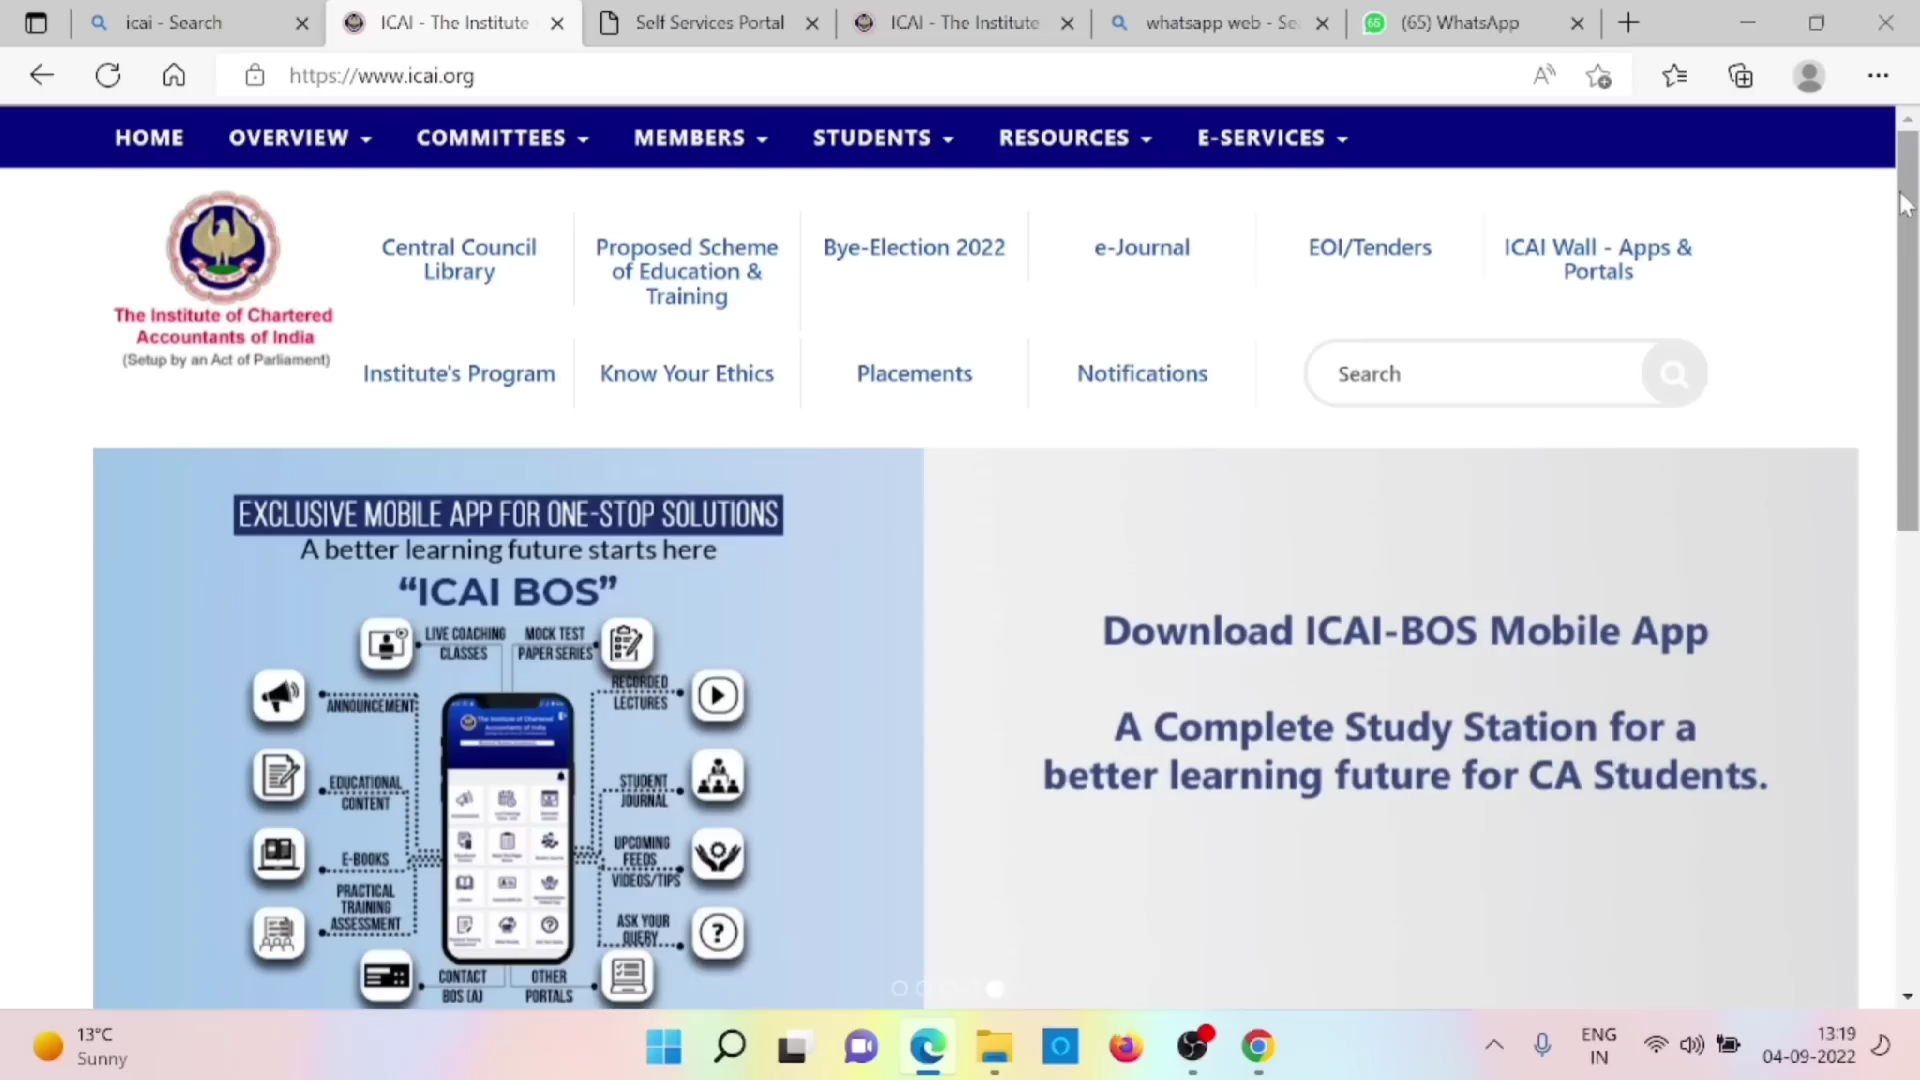 icai - Search
ICAI - The Institute
Self Services Portal
ICAI - The Institute
whatsapp web - Se
(65) WhatsApp
https://www.icai.org
HOME
OVERVIEW
COMMITTEES
MEMBERS
STUDENTS
RESOURCES
E-SERVICES
The Institute of Chartered
Accountants of India
(Setup by an Act of Parliament)
Central Council
Library
Proposed Scheme
of Education &
Training
Bye-Election 2022
e-Journal
EOI/Tenders
ICAI Wall - Apps &
Portals
Institute's Program
Know Your Ethics
Placements
Notifications
Search
EXCLUSIVE MOBILE APP FOR ONE-STOP SOLUTIONS
A better learning future starts here
“ICAI BOS”
LIVE COACHING
CLASSES
MOCK TEST
PAPER SERIES
ANNOUNCEMENT
RECORDED
LECTURES
EDUCATIONAL
CONTENT
STUDENT
JOURNAL
E-BOOKS
UPCOMING
FEEDS
VIDEOS/TIPS
PRACTICAL
TRAINING
ASSESSMENT
ASK YOUR
QUERY
CONTACT
BOS (A)
OTHER
PORTALS
The Institute of Chartered
Accountants of India
Download ICAI-BOS Mobile App
A Complete Study Station for a
better learning future for CA Students.
13°C
Sunny
ENG
IN
13:19
04-09-2022